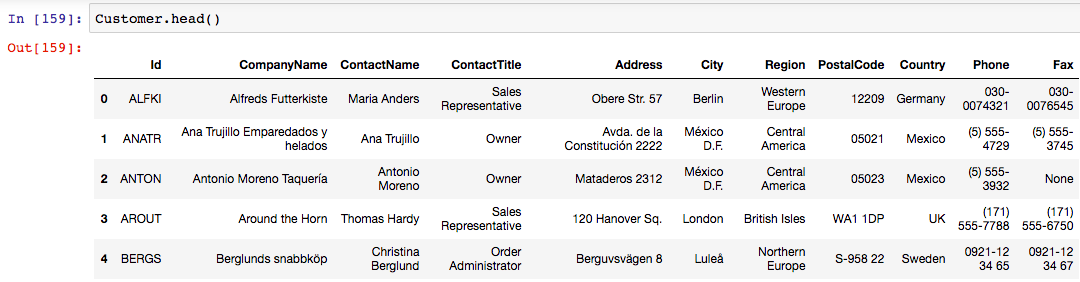 In [159]: Customer.head()
Out[159]:
Id CompanyName ContactName ContactTitle Address City Region PostalCode Country Phone Fax
0 ALFKI Alfreds Futterkiste Maria Anders Sales Representative Obere Str. 57 Berlin Western Europe 12209 Germany 030-0074321 030-0076545
1 ANATR Ana Trujillo Emparedados y helados Ana Trujillo Owner Avda. de la Constitución 2222 México D.F. Central America 05021 Mexico (5) 555-4729 (5) 555-3745
2 ANTON Antonio Moreno Taquería Antonio Moreno Owner Mataderos 2312 México D.F. Central America 05023 Mexico (5) 555-3932 None
3 AROUT Around the Horn Thomas Hardy Sales Representative 120 Hanover Sq. London British Isles WA1 1DP UK (171) 555-7788 (171) 555-6750
4 BERGS Berglunds snabbköp Christina Berglund Order Administrator Berguvsvägen 8 Luleå Northern Europe S-958 22 Sweden 0921-12 34 65 0921-12 34 67